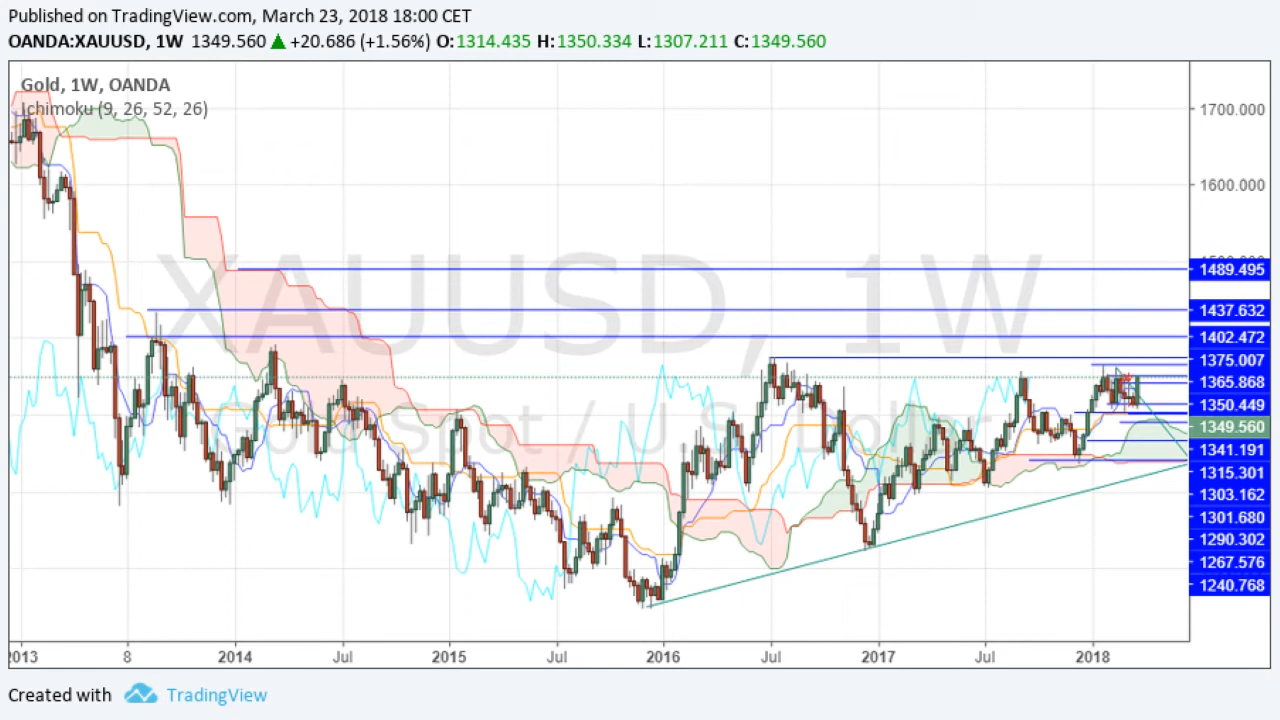 Published on TradingView.com, March 23, 2018 18:00 CET
OANDA:XAUUSD, 1W 1349.560 ▲ +20.686 (+1.56%) O:1314.435 H:1350.334 L:1307.211 C:1349.560
Gold, 1W, OANDA
Ichimoku (9, 26, 52, 26)
XAUUSD, 1W
Gold Spot / U.S. Dollar
1700.000
1600.000
1489.495
1437.632
1402.472
1375.007
1365.868
1350.449
1349.560
1341.191
1315.301
1303.162
1301.680
1290.302
1267.576
1240.768
2013 8 2014 Jul 2015 Jul 2016 Jul 2017 Jul 2018
Created with TradingView